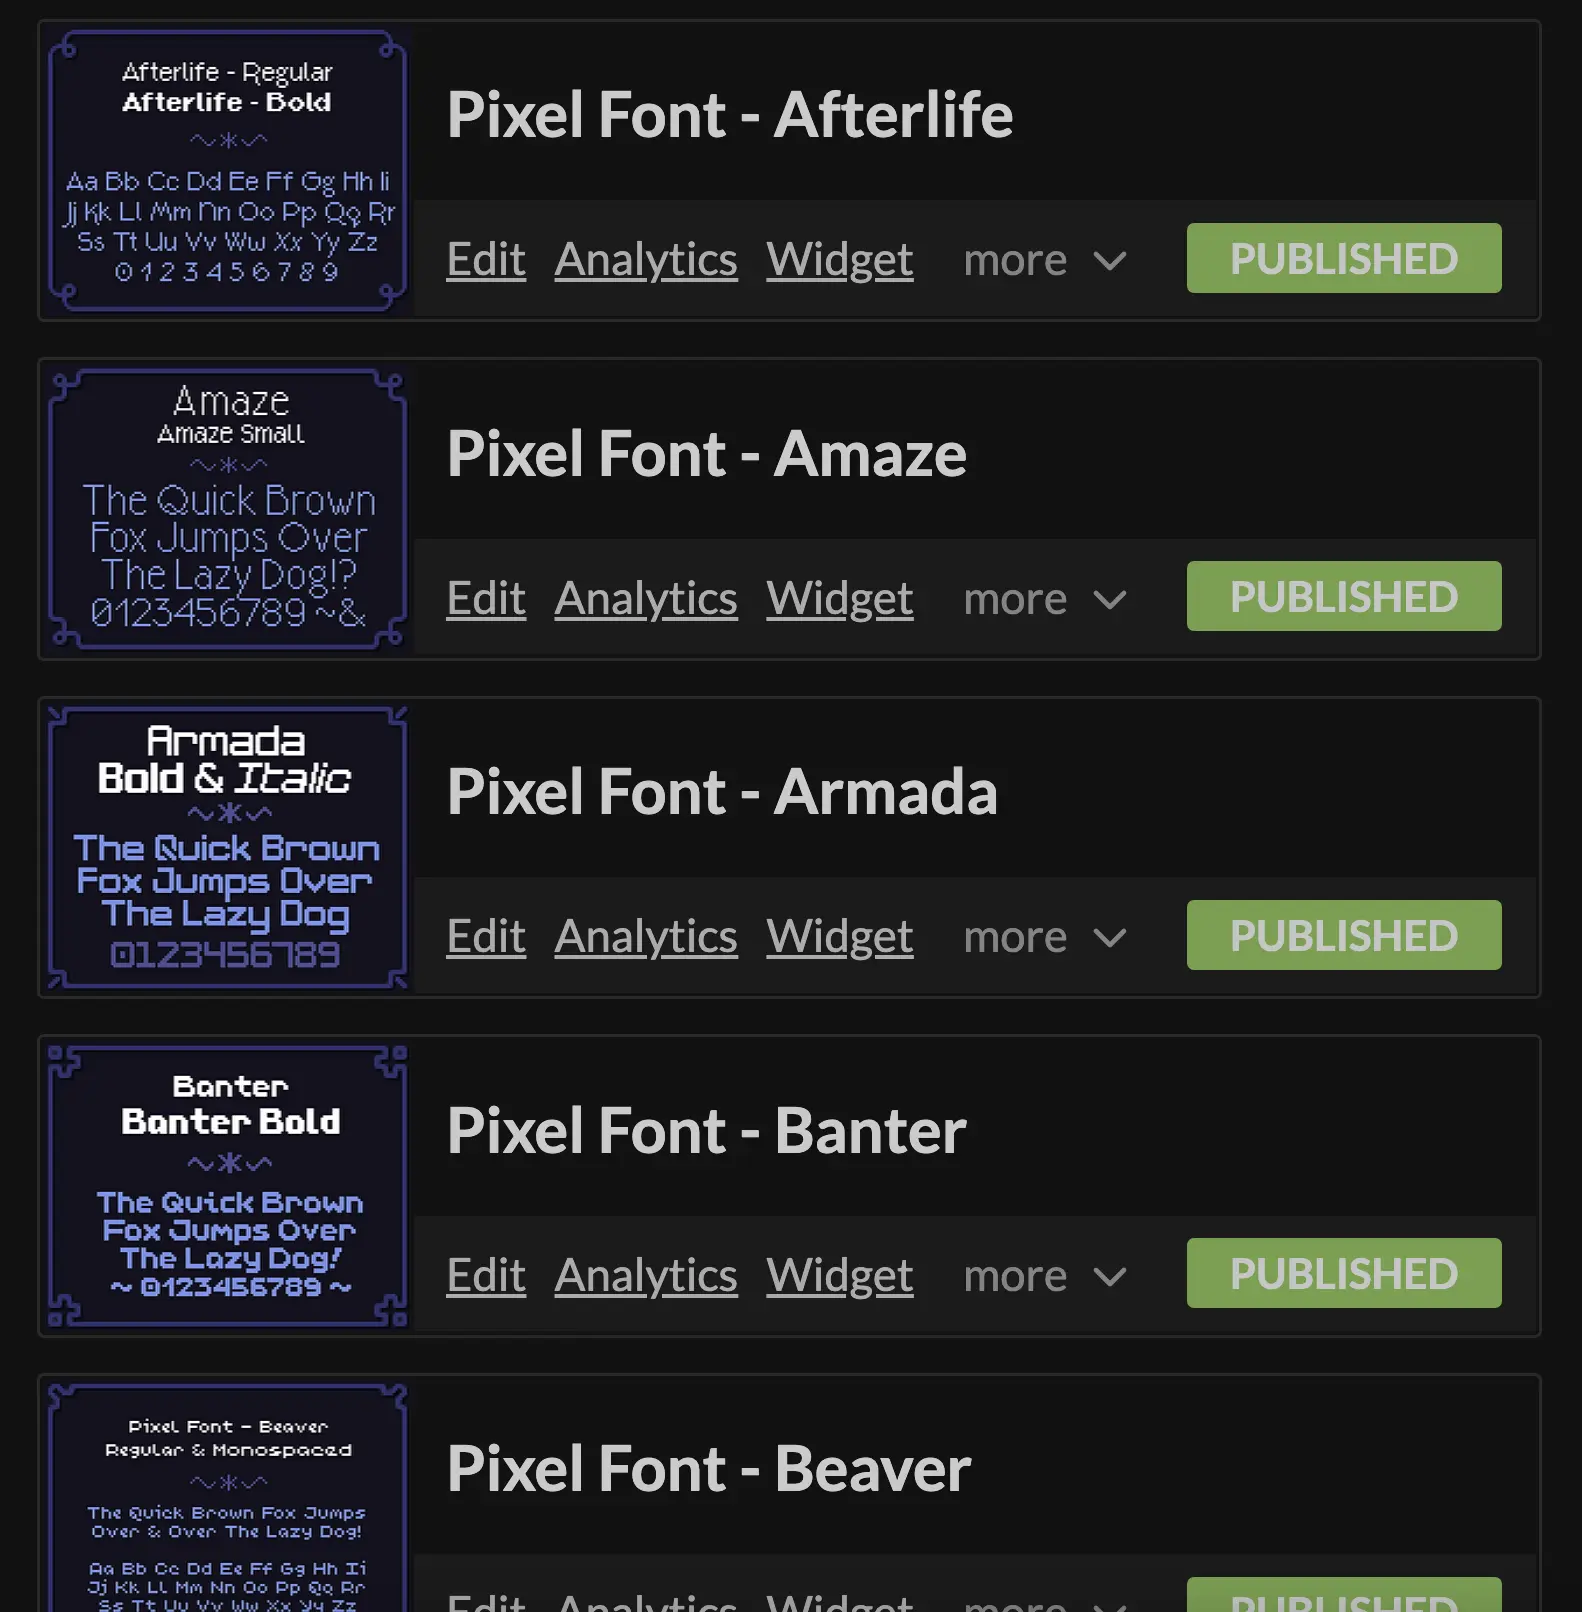 Afterlife - Regular
Afterlife - Bold
Aa Bb Cc Dd Ee Ff Gg Hh Ii
Jj Kk Ll Mm Nn Oo Pp Qq Rr
Ss Tt Uu Vv Ww Xx Yy Zz
0 1 2 3 4 5 6 7 8 9
Pixel Font - Afterlife
Edit Analytics Widget more PUBLISHED
Amaze
Amaze Small
The Quick Brown
Fox Jumps Over
The Lazy Dog!?
0123456789 ~&
Pixel Font - Amaze
Edit Analytics Widget more PUBLISHED
Armada
Bold & Italic
The Quick Brown
Fox Jumps Over
The Lazy Dog
0123456789
Pixel Font - Armada
Edit Analytics Widget more PUBLISHED
Banter
Banter Bold
The Quick Brown
Fox Jumps Over
The Lazy Dog!
~ 0123456789 ~
Pixel Font - Banter
Edit Analytics Widget more PUBLISHED
Pixel Font - Beaver
Regular & Monospaced
The Quick Brown Fox Jumps
Over & Over The Lazy Dog!
Aa Bb Cc Dd Ee Ff Gg Hh Ii
Jj Kk Ll Mm Nn Oo Pp Qq Rr
Ss Tt Uu Vv Ww Xx Yy Zz
Pixel Font - Beaver
Edit Analytics Widget more PUBLISHED